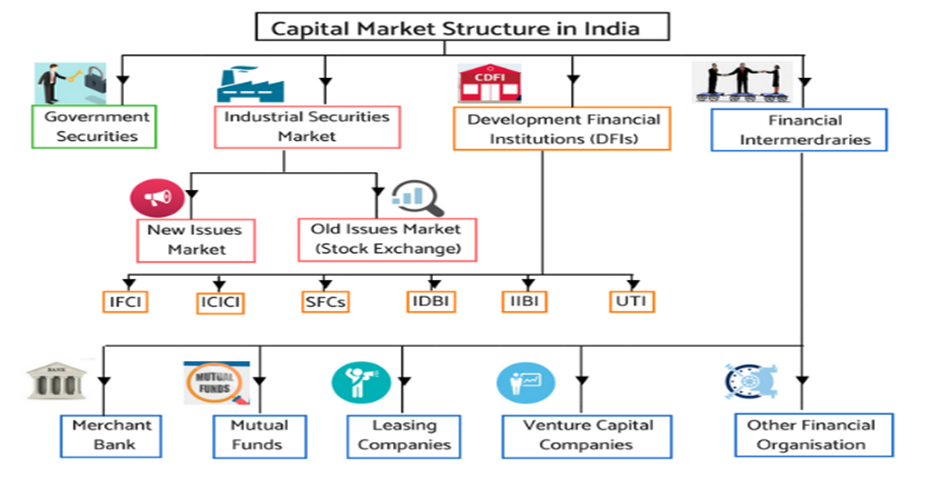 Capital Market Structure in India
CDFI
Government
Securities
Industrial Securities
Market
Development Financial
Institutions (DFIs)
Financial
Intermerdraries
New Issues
Market
Old Issues Market
(Stock Exchange)
IFCI
ICICI
SFCs
IDBI
IIBI
UTI
BANK
MUTUAL
FUNDS
Merchant
Bank
Mutual
Funds
Leasing
Companies
Venture Capital
Companies
Other Financial
Organisation